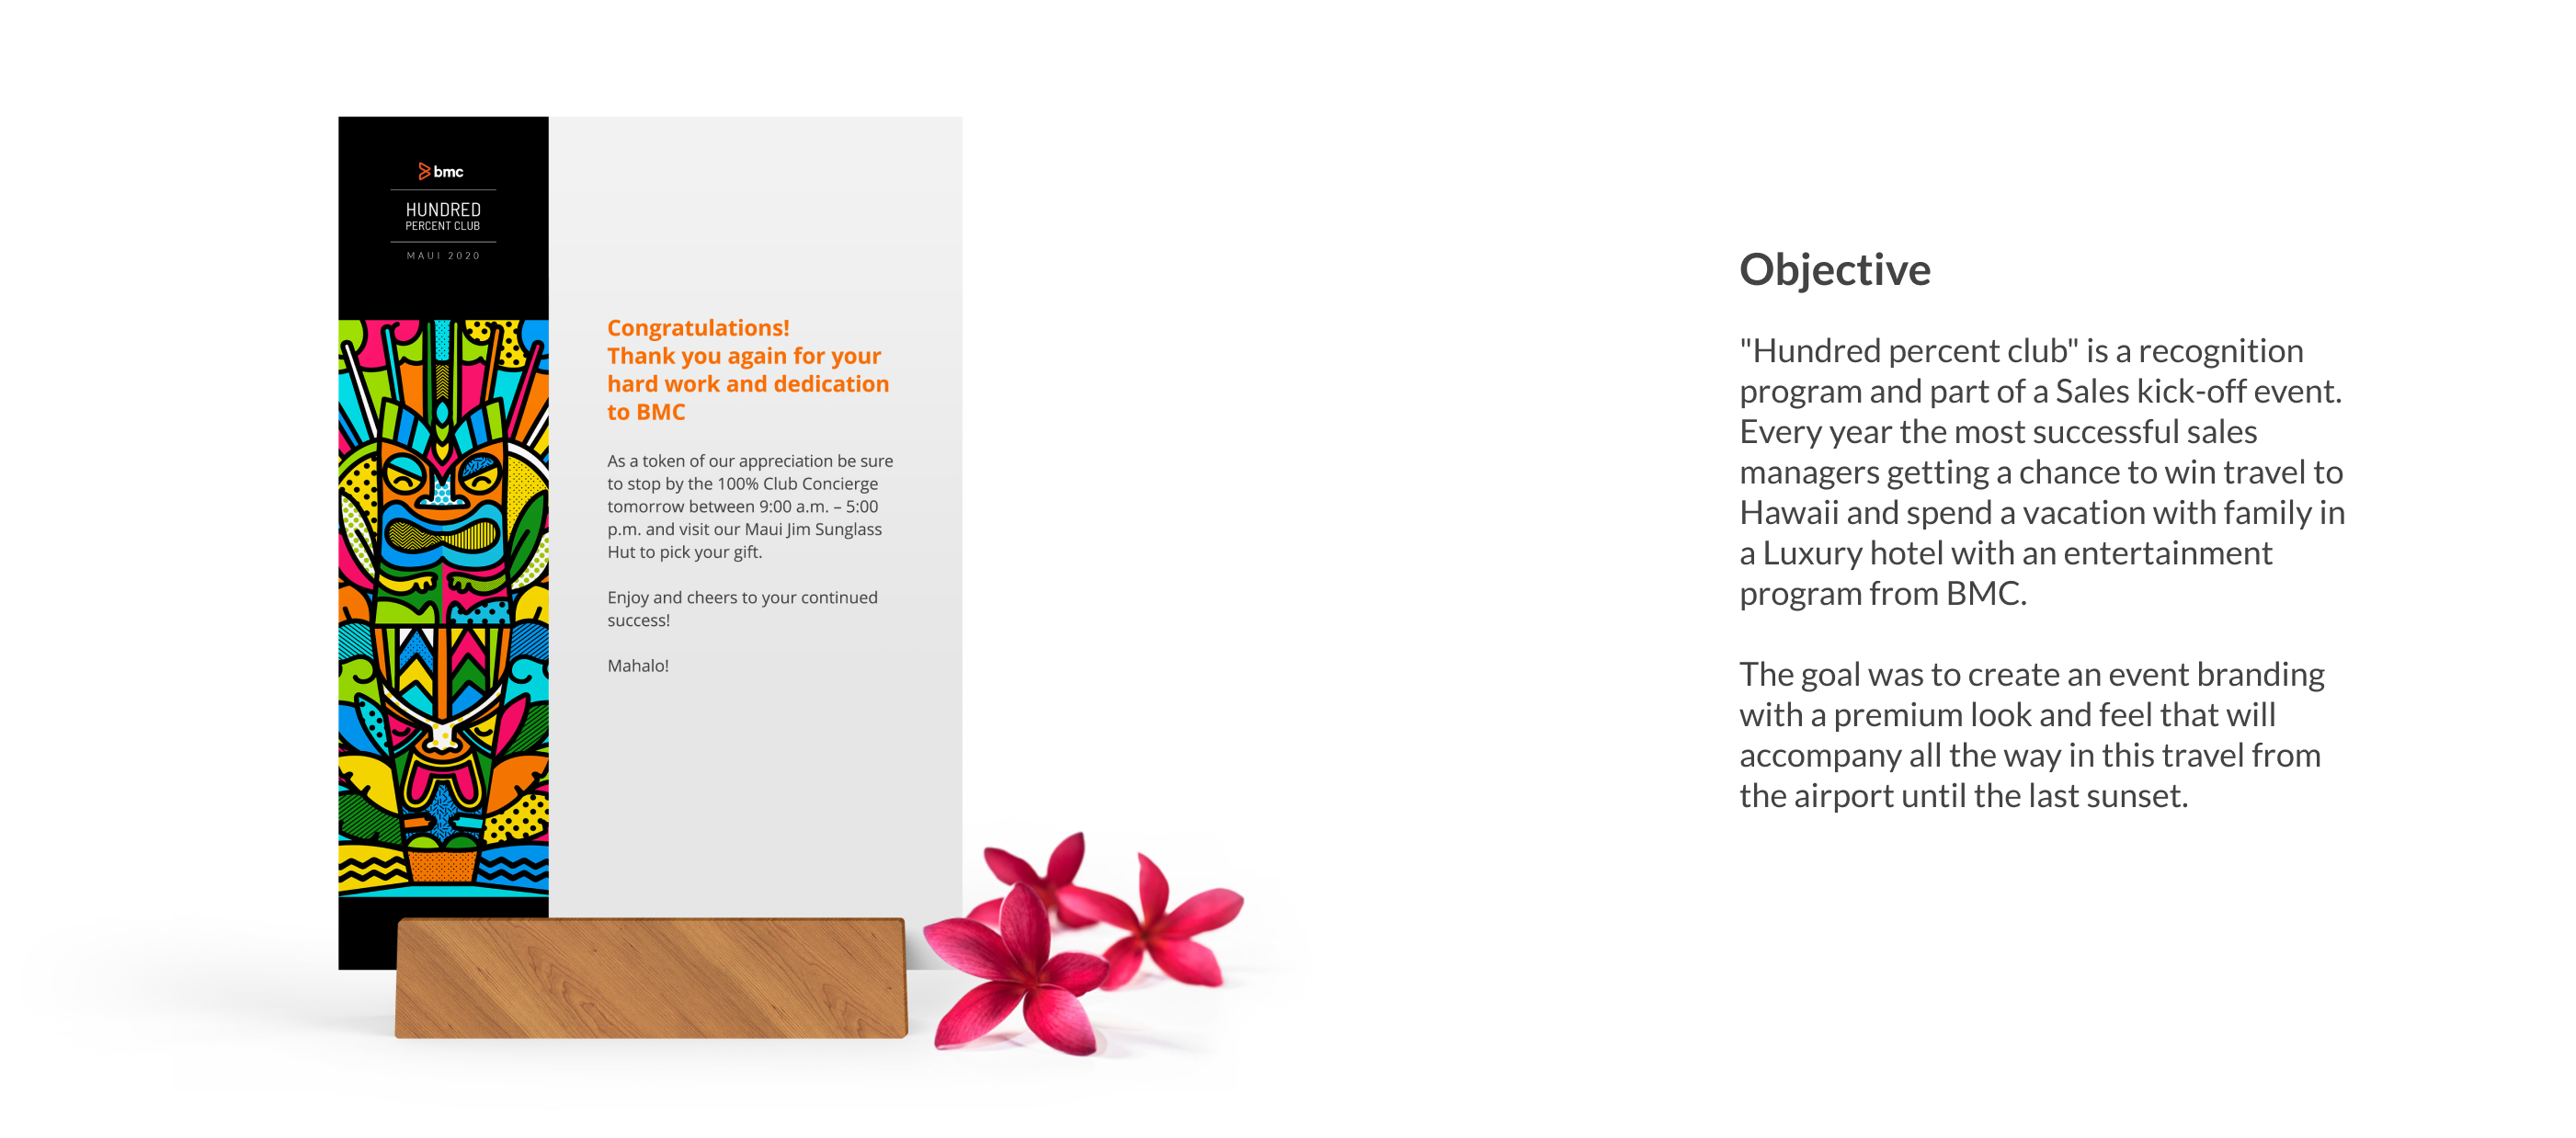 bmc
HUNDRED
PERCENT CLUB
MAUI 2020
Congratulations!
Thank you again for your
hard work and dedication
to BMC
As a token of our appreciation be sure
to stop by the 100% Club Concierge
tomorrow between 9:00 a.m. – 5:00
p.m. and visit our Maui Jim Sunglass
Hut to pick your gift.
Enjoy and cheers to your continued
success!
Mahalo!
Objective
"Hundred percent club" is a recognition
program and part of a Sales kick-off event.
Every year the most successful sales
managers getting a chance to win travel to
Hawaii and spend a vacation with family in
a Luxury hotel with an entertainment
program from BMC.
The goal was to create an event branding
with a premium look and feel that will
accompany all the way in this travel from
the airport until the last sunset.